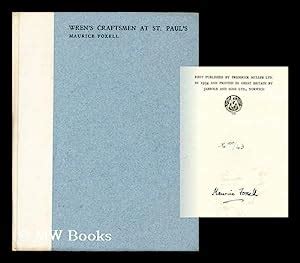 WREN'S CRAFTSMEN AT ST. PAUL'S
MAURICE FOXELL
FIRST PUBLISHED BY FREDERICK MULLER LTD.
IN 1934 AND PRINTED IN GREAT BRITAIN BY
JARROLD AND SONS LTD., NORWICH
Maurice Foxell
W Books